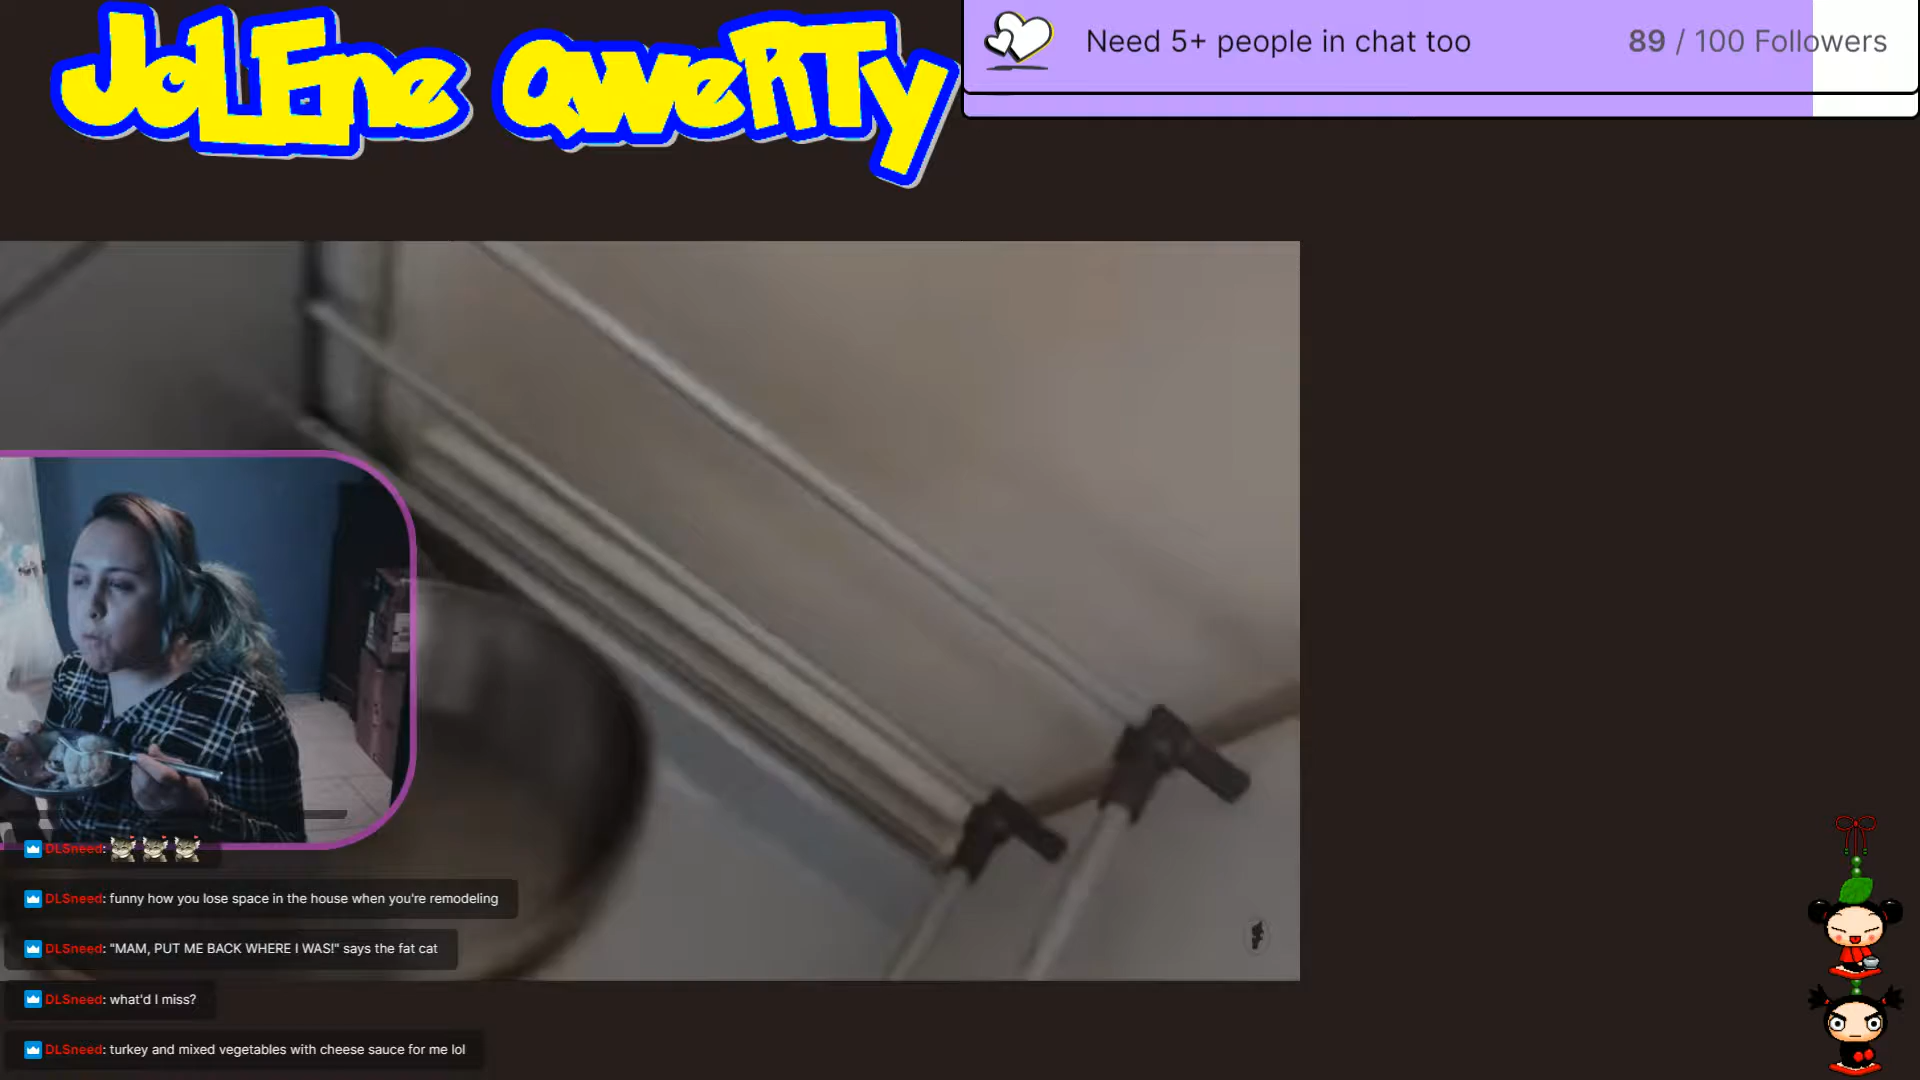 JoLEne QweRTy
Need 5+ people in chat too
89 / 100 Followers
DLSneed:
DLSneed: funny how you lose space in the house when you're remodeling
DLSneed: "MAM, PUT ME BACK WHERE I WAS!" says the fat cat
DLSneed: what'd I miss?
DLSneed: turkey and mixed vegetables with cheese sauce for me lol